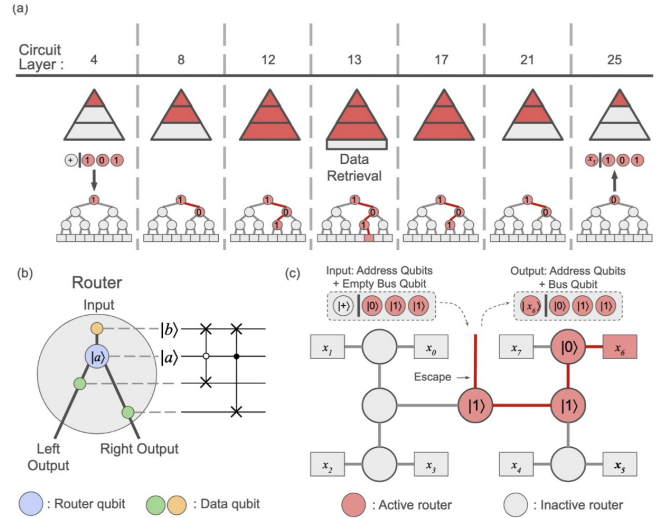 (a)
Circuit
Layer :
4 8 12 13 17 21 25
Data
Retrieval
+ 1 0 1
1 0 1
1
1
0
1
0
1
1
0
1
1
0
1
1
0
0
(b)
Router
Input
|a⟩
Left
Output
Right Output
|b⟩
|a⟩
: Router qubit
: Data qubit
(c)
Input: Address Qubits
+ Empty Bus Qubit
|+⟩ |0⟩ |1⟩ |1⟩
Output: Address Qubits
+ Bus Qubit
|x₆⟩ |0⟩ |1⟩ |1⟩
x₁ x₀ x₇ |0⟩ x₆
Escape
|1⟩ |1⟩
x₂ x₃ x₄ x₅
: Active router
: Inactive router